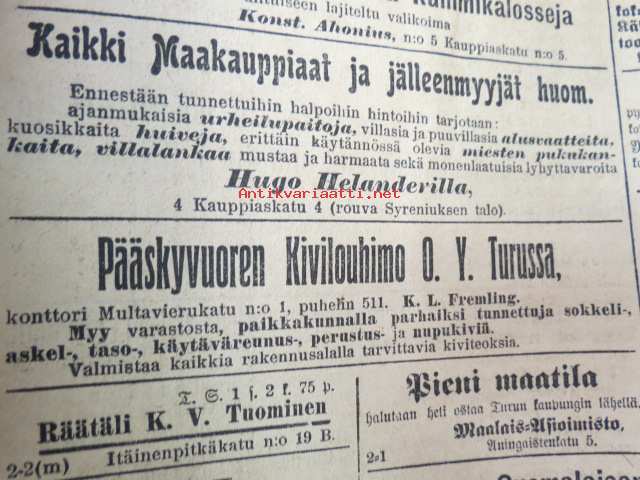 lajiteltu valikoima
Kummikalosseja
Konst. Ahonius, n:o 5 Kauppiaskatu n:o 5.
Kaikki Maakauppiaat ja jälleenmyyjät huom.
Ennestään tunnettuihin halpoihin hintoihin tarjotaan:
ajanmukaisia urheilupaitoja, villasia ja puuvillasia alusvaatteita,
kuosikkaita huiveja, erittäin käytännössä olevia miesten pukukan-
kaita, villalankaa mustaa ja harmaata sekä monenlaatuisia lyhyttavaroita
Hugo Helanderilla,
Antikvariaatti.net
4 Kauppiaskatu 4 (rouva Syreniuksen talo).
Pääskyvuoren Kivilouhimo O. Y. Turussa,
konttori Multavierukatu n:o 1, puhelin 511. K. L. Fremling.
Myy varastosta, paikkakunnalla parhaiksi tunnettuja sokkeli-,
askel-, taso-, käytäväreunus-, perustus- ja nupukiviä.
Valmistaa kaikkia rakennusalalla tarvittavia kiviteoksia.
T. S. 1 s. 2 k. 75 p.
Räätäli K. V. Tuominen
Itäinenpitkäkatu n:o 19 B.
2-2(m)
Pieni maatila
halutaan heti ostaa Turun kaupungin lähellä.
Maalais-Asioimisto,
Aningaistenkatu 5.
2-1